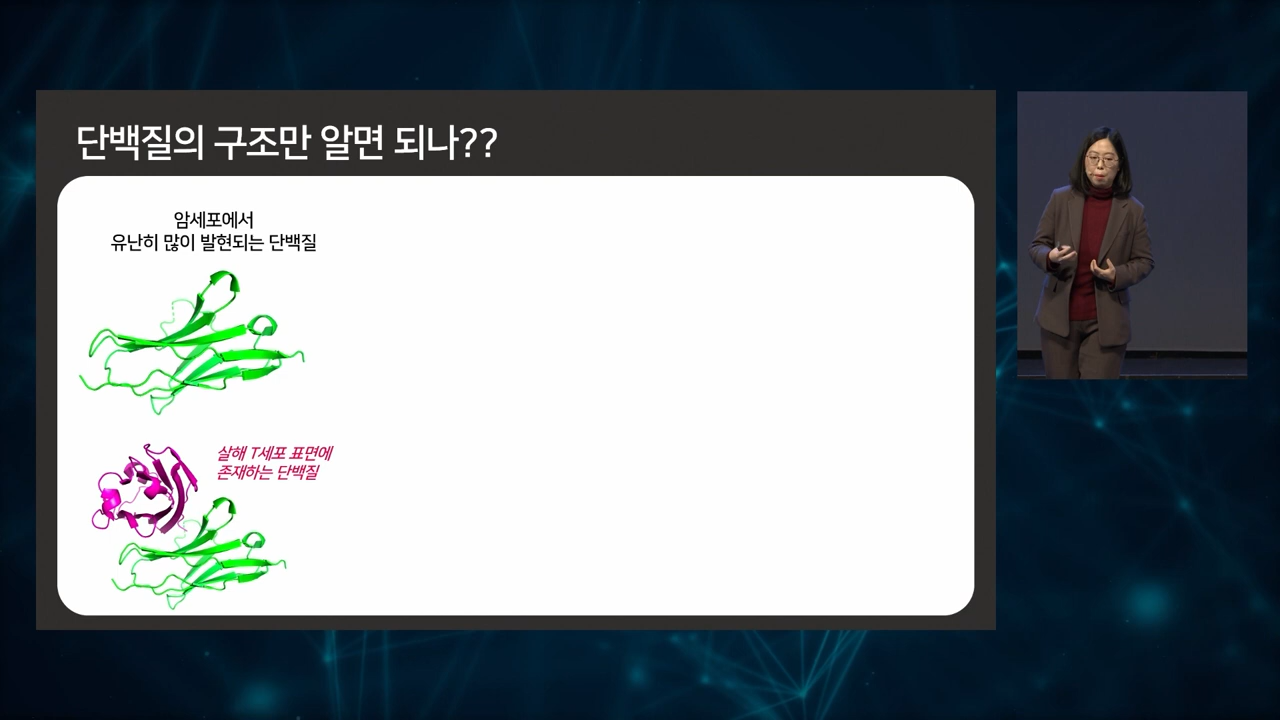 단백질의 구조만 알면 되나??
암세포에서
유난히 많이 발현되는 단백질
살해 T세포 표면에
존재하는 단백질